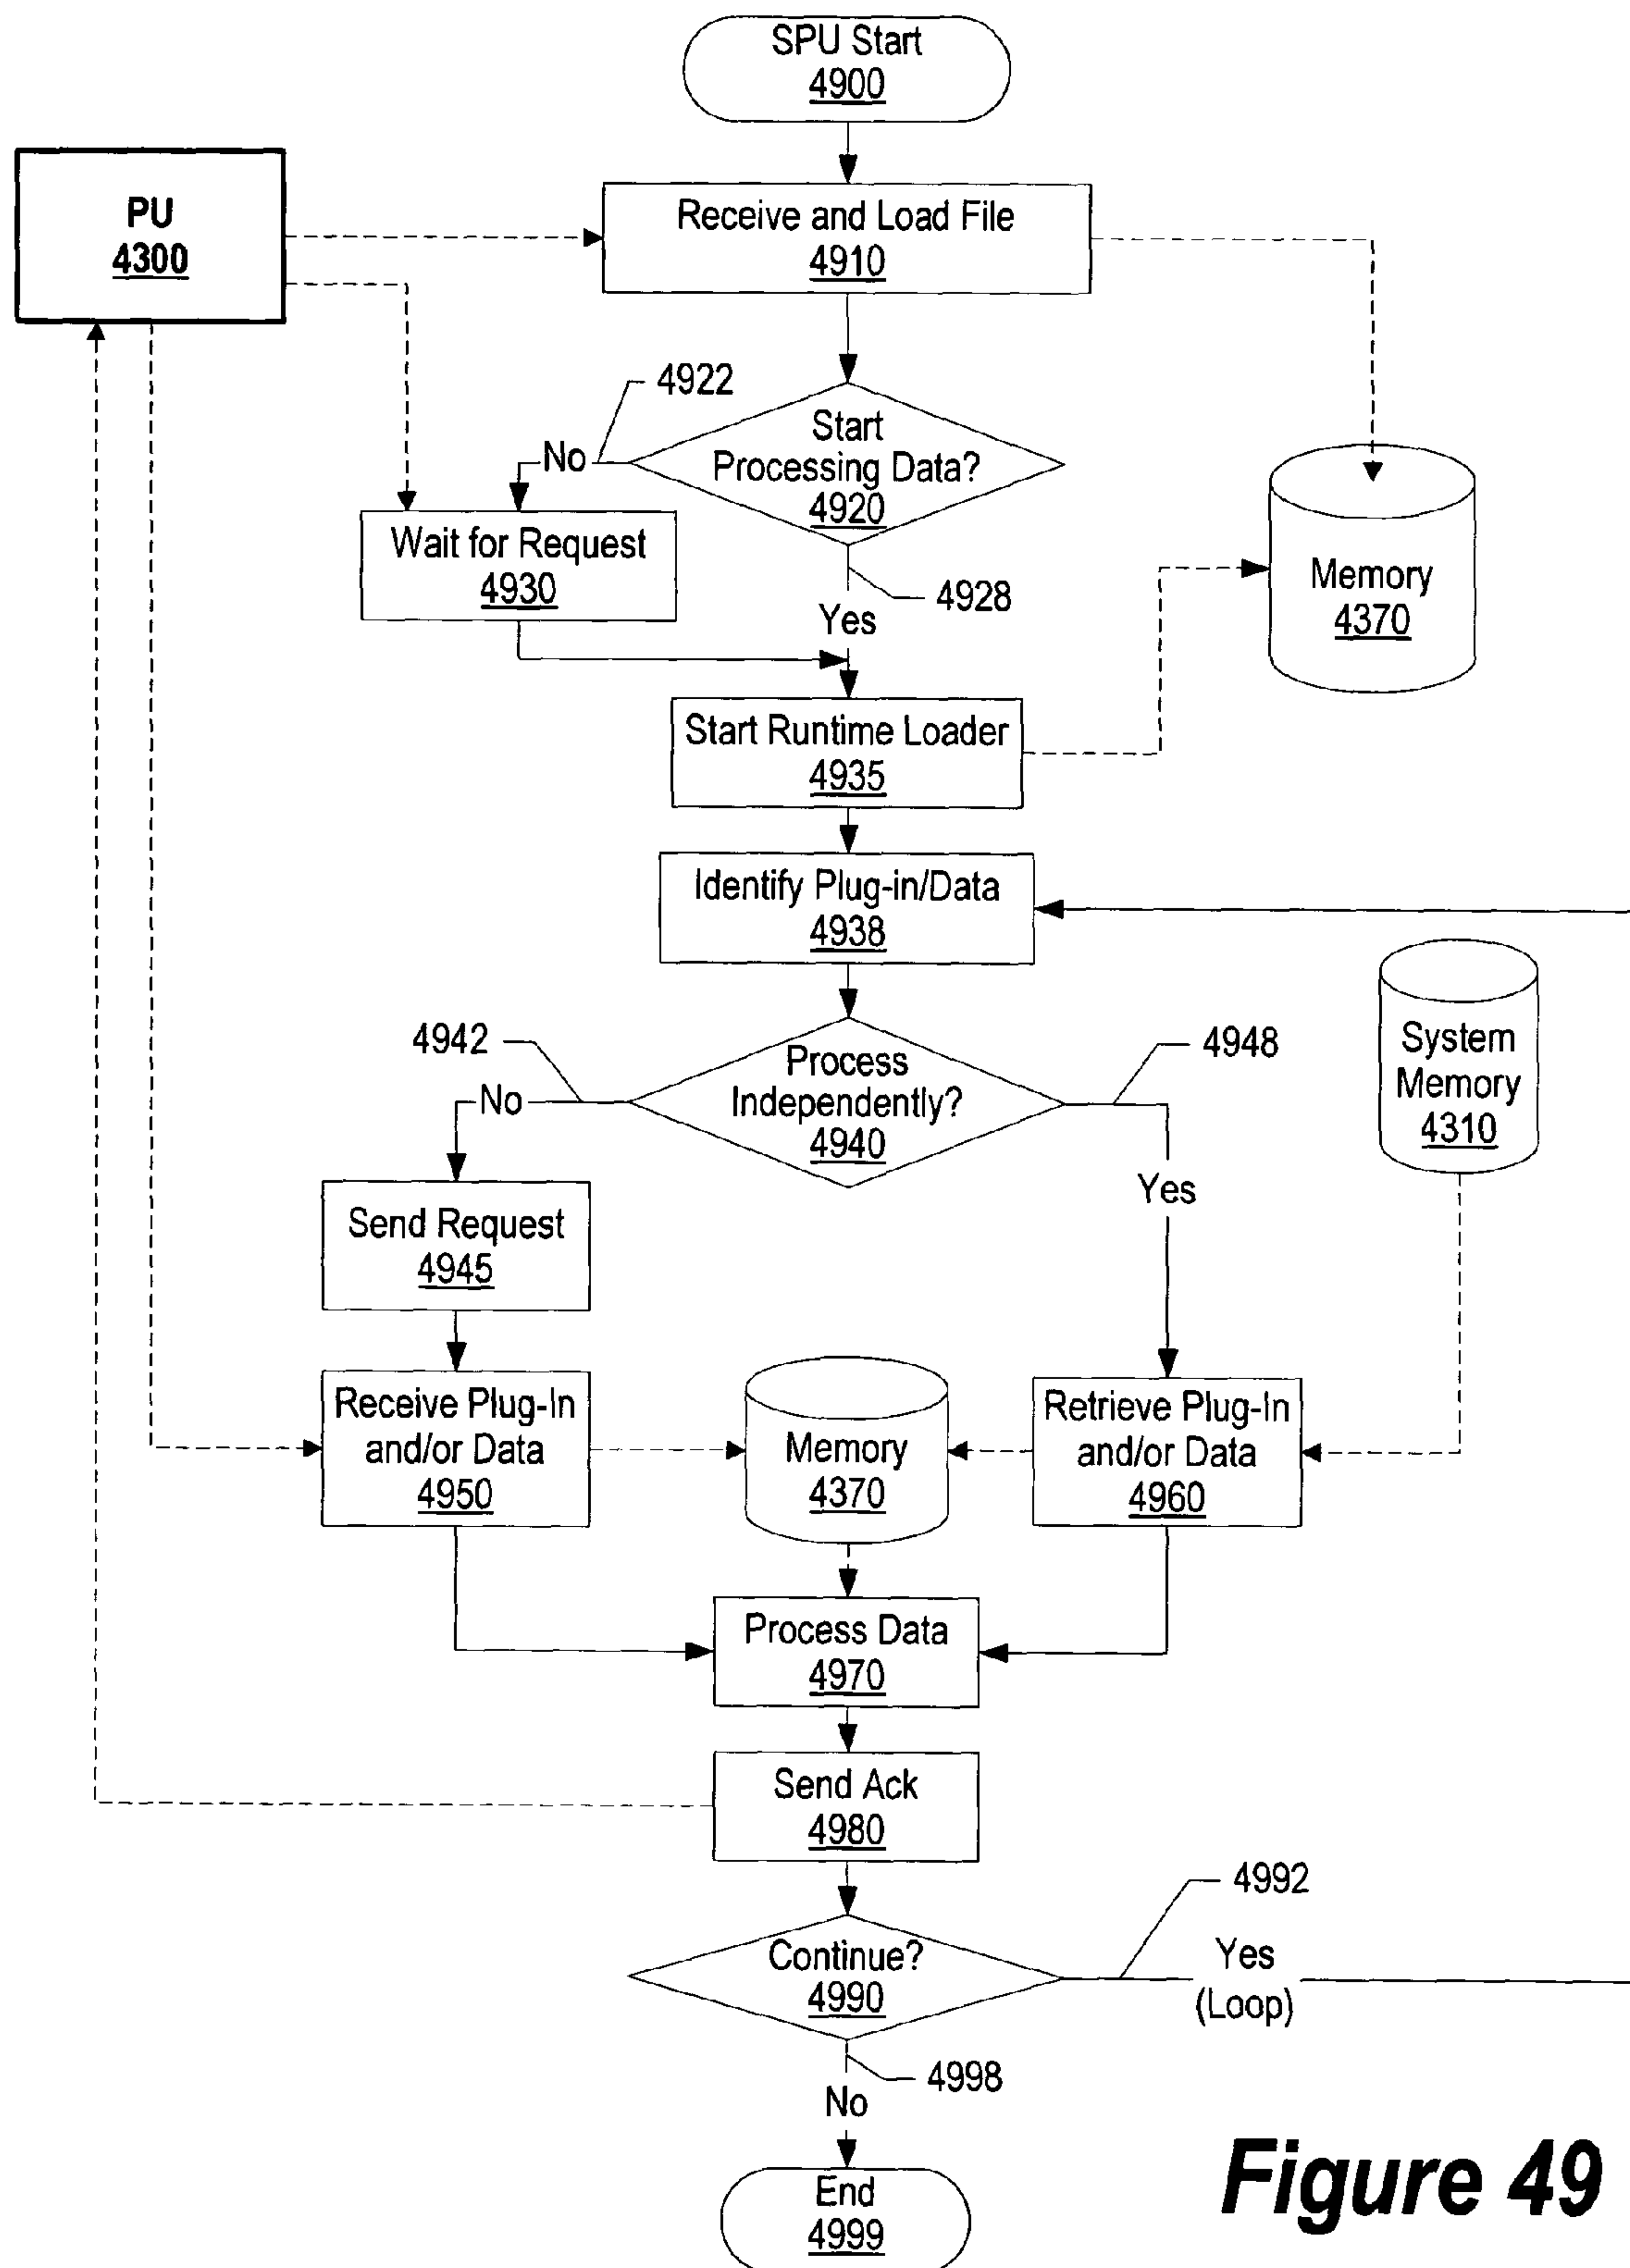 SPU Start
4900
PU
4300
Receive and Load File
4910
4922
Start
Processing Data?
4920
No
Wait for Request
4930
4928
Yes
Memory
4370
Start Runtime Loader
4935
Identify Plug-in/Data
4938
4942
4948
Process
Independently?
4940
No
Yes
System
Memory
4310
Send Request
4945
Receive Plug-In
and/or Data
4950
Memory
4370
Retrieve Plug-In
and/or Data
4960
Process Data
4970
Send Ack
4980
4992
Continue?
4990
Yes
(Loop)
4998
No
End
4999
Figure 49